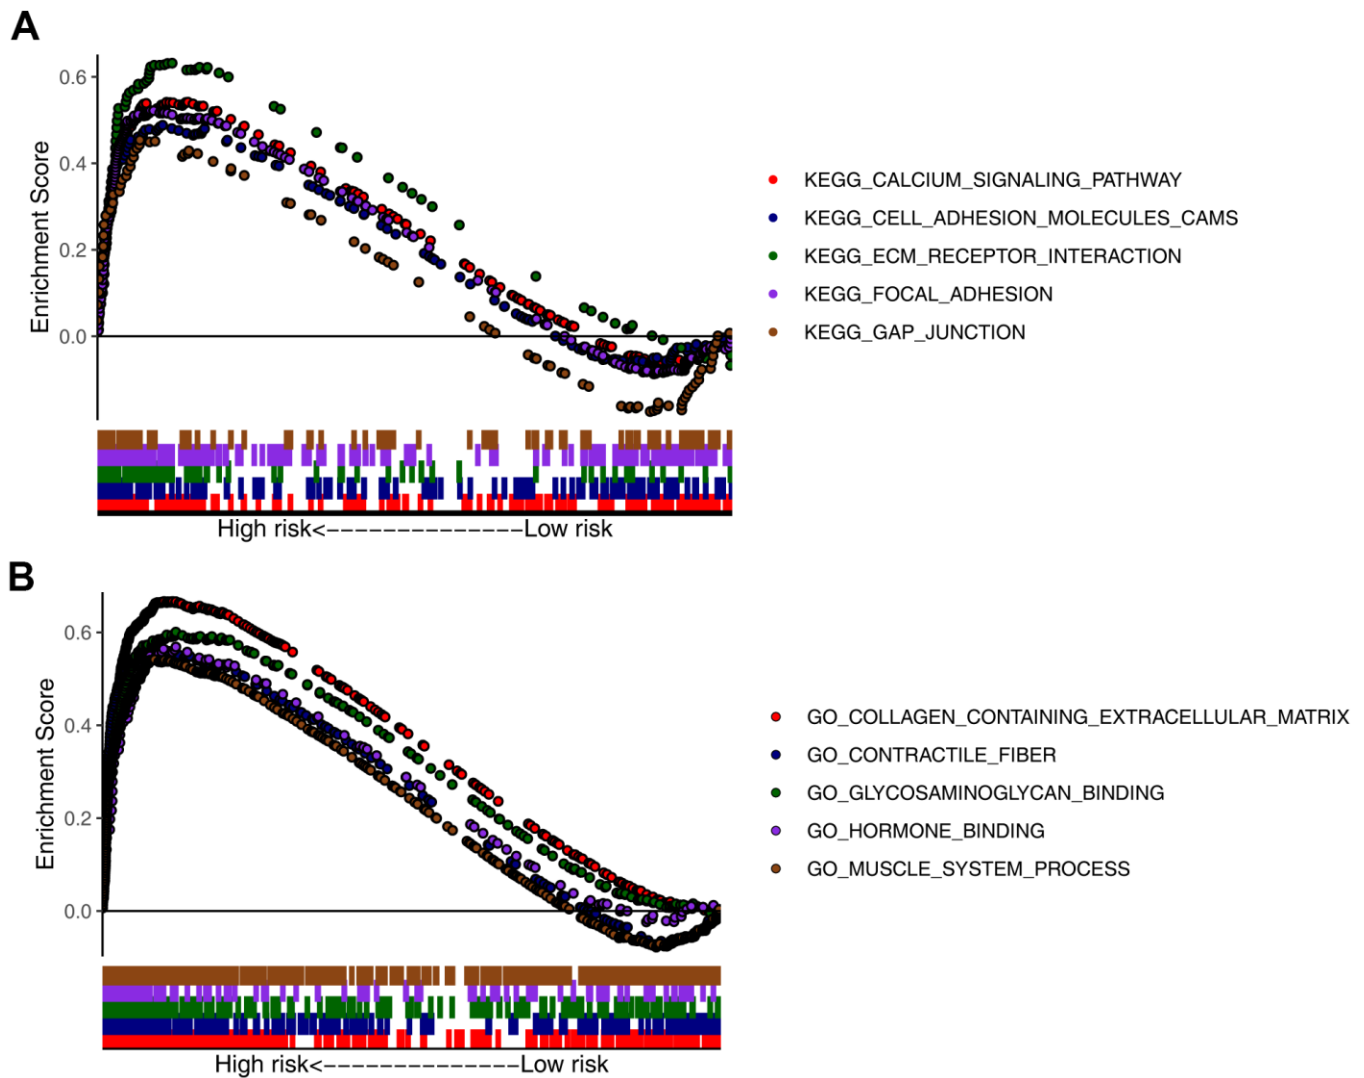 A
Enrichment Score
0.6
0.4
0.2
0.0
KEGG_CALCIUM_SIGNALING_PATHWAY
KEGG_CELL_ADHESION_MOLECULES_CAMS
KEGG_ECM_RECEPTOR_INTERACTION
KEGG_FOCAL_ADHESION
KEGG_GAP_JUNCTION
High risk<---------------Low risk
B
Enrichment Score
0.6
0.4
0.2
0.0
GO_COLLAGEN_CONTAINING_EXTRACELLULAR_MATRIX
GO_CONTRACTILE_FIBER
GO_GLYCOSAMINOGLYCAN_BINDING
GO_HORMONE_BINDING
GO_MUSCLE_SYSTEM_PROCESS
High risk<---------------Low risk